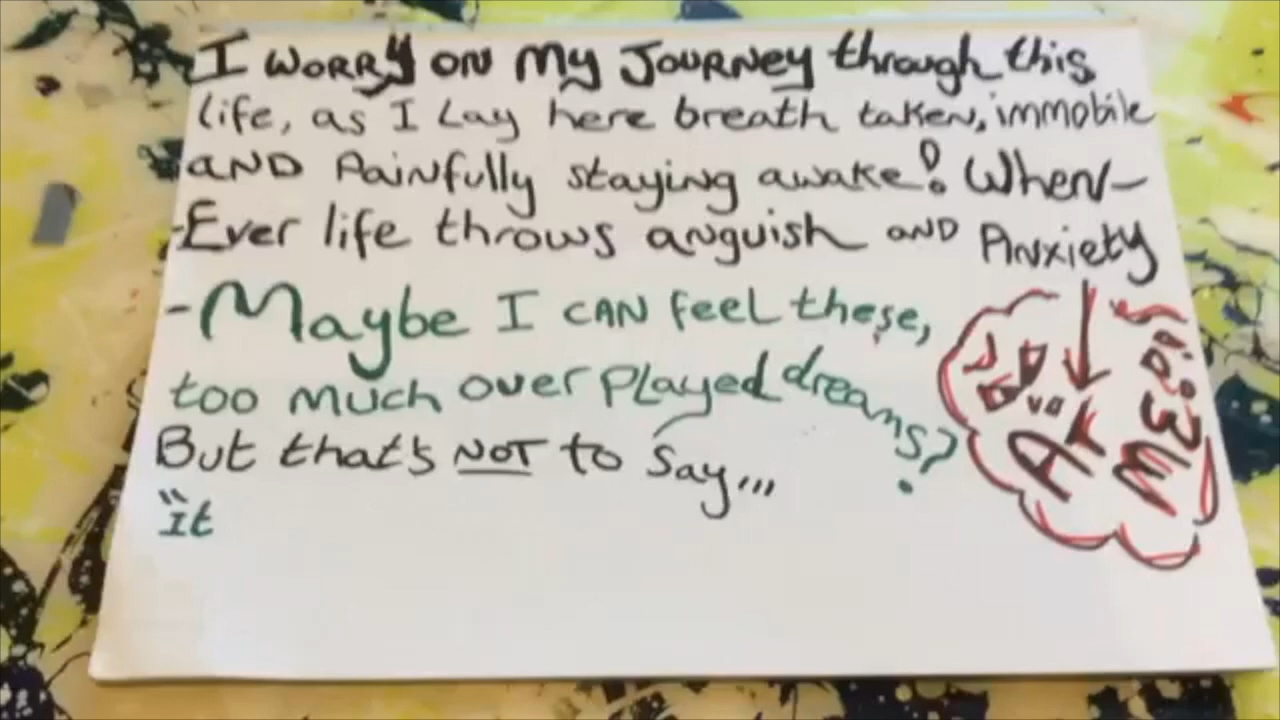 I WORRY ON MY JOURNEY through this
life, as I Lay here breath taken, immobile
AND Painfully staying awake! When-
-Ever life throws anguish AND Anxiety
-Maybe I CAN feel these,
too much over Played dreams?
But that's NOT to say...
"It